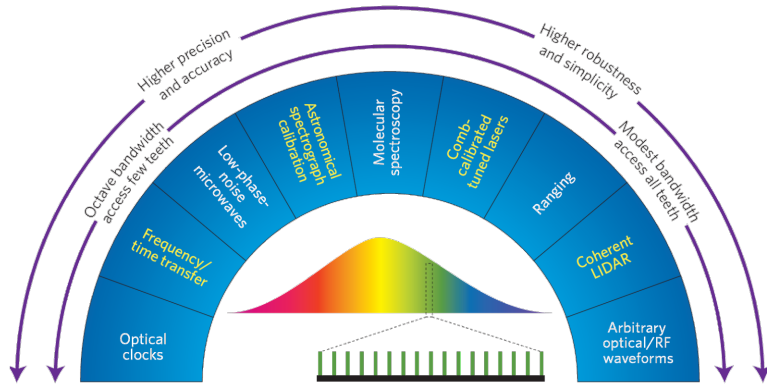 Higher precision
and accuracy
Higher robustness
and simplicity
Octave bandwidth
access few teeth
Modest bandwidth
access all teeth
Optical
clocks
Frequency/
time transfer
Low-phase-
noise
microwaves
Astronomical
spectrograph
calibration
Molecular
spectroscopy
Comb-
calibrated
tuned lasers
Ranging
Coherent
LIDAR
Arbitrary
optical/RF
waveforms